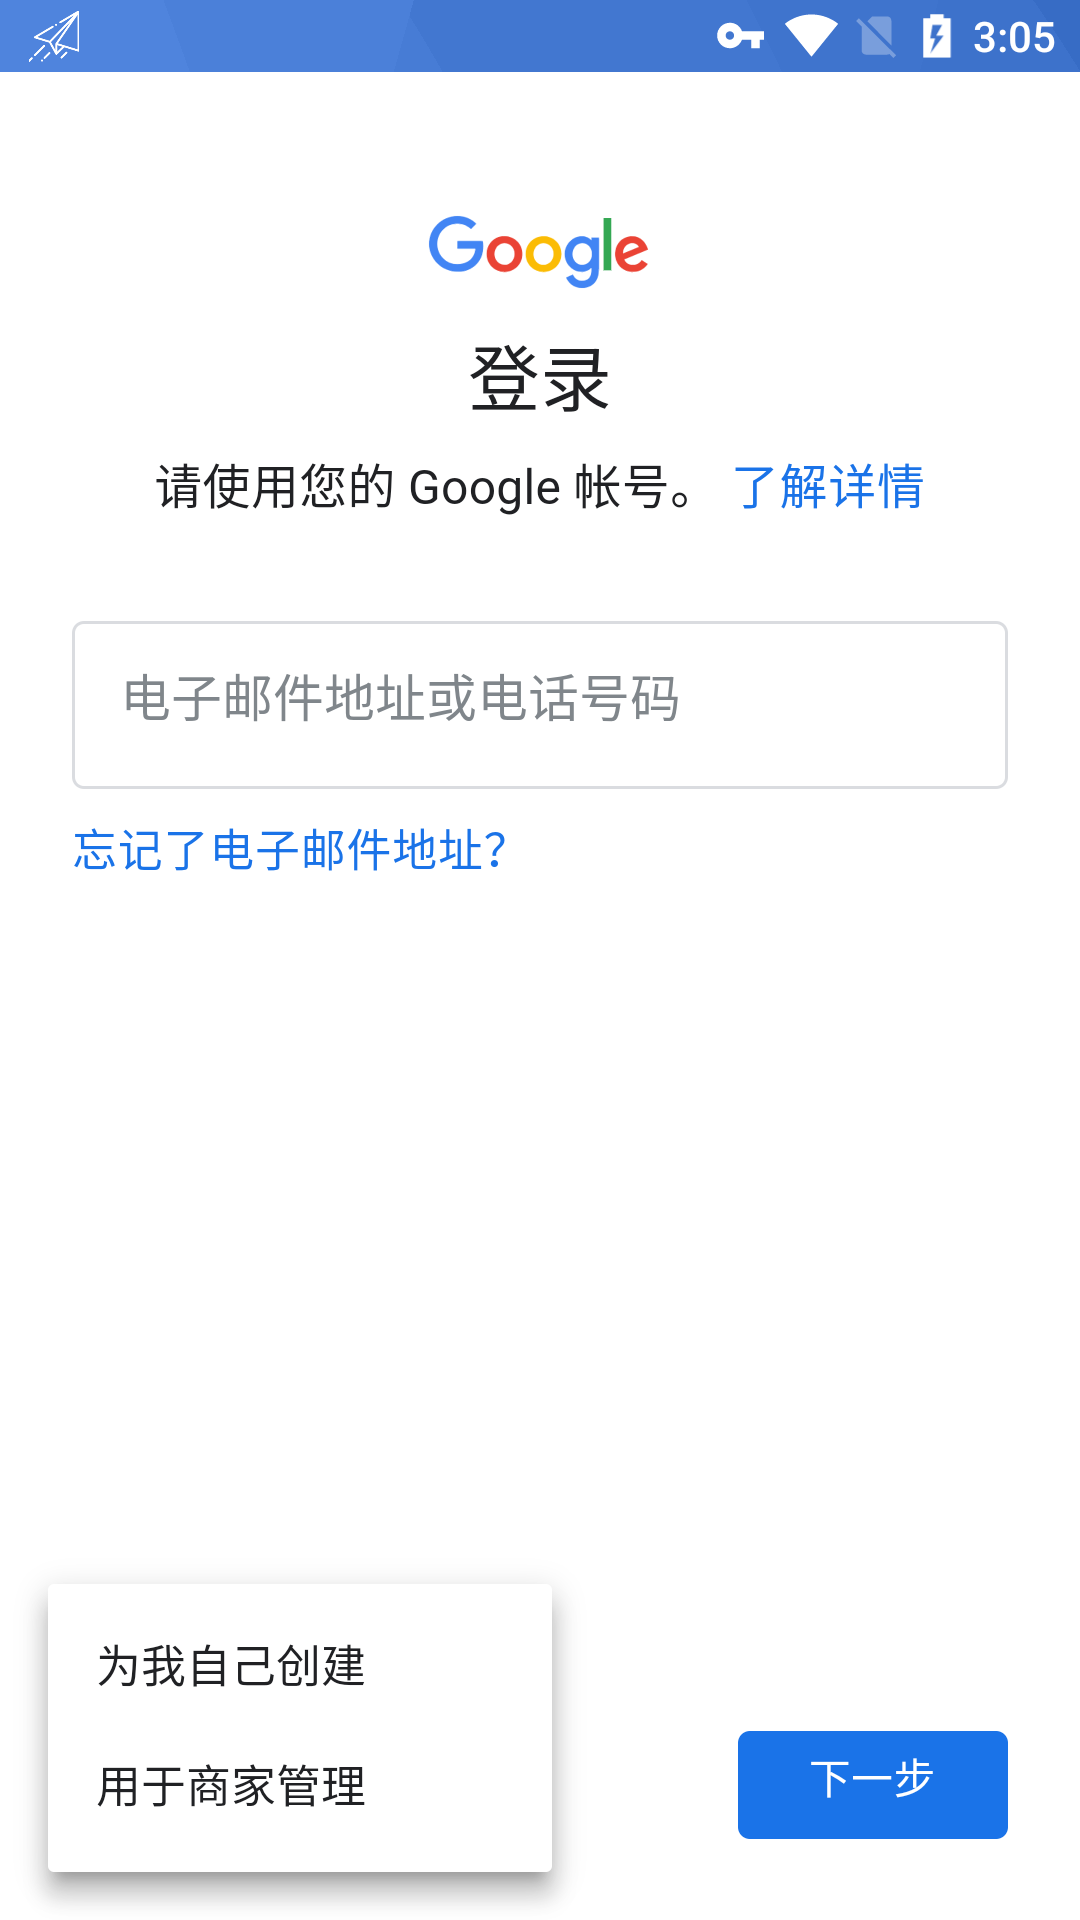 3:05
Google
登录
请使用您的 Google 帐号。 了解详情
电子邮件地址或电话号码
忘记了电子邮件地址?
为我自己创建
用于商家管理
下一步